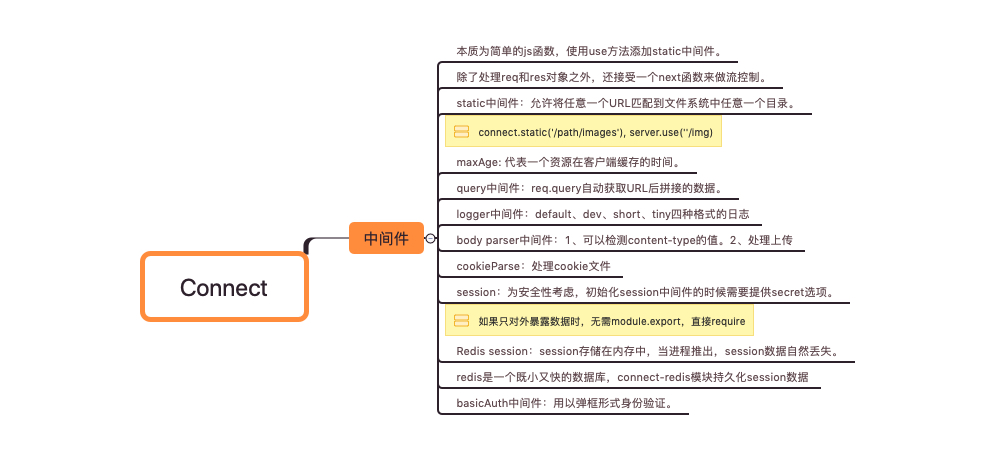 Connect
中间件
本质为简单的js函数，使用use方法添加static中间件。
除了处理req和res对象之外，还接受一个next函数来做流控制。
static中间件：允许将任意一个URL匹配到文件系统中任意一个目录。
connect.static('/path/images'), server.use(''/img)
maxAge: 代表一个资源在客户端缓存的时间。
query中间件：req.query自动获取URL后拼接的数据。
logger中间件：default、dev、short、tiny四种格式的日志
body parser中间件：1、可以检测content-type的值。2、处理上传
cookieParse：处理cookie文件
session：为安全性考虑，初始化session中间件的时候需要提供secret选项。
如果只对外暴露数据时，无需module.export，直接require
Redis session：session存储在内存中，当进程推出，session数据自然丢失。
redis是一个既小又快的数据库，connect-redis模块持久化session数据
basicAuth中间件：用以弹框形式身份验证。